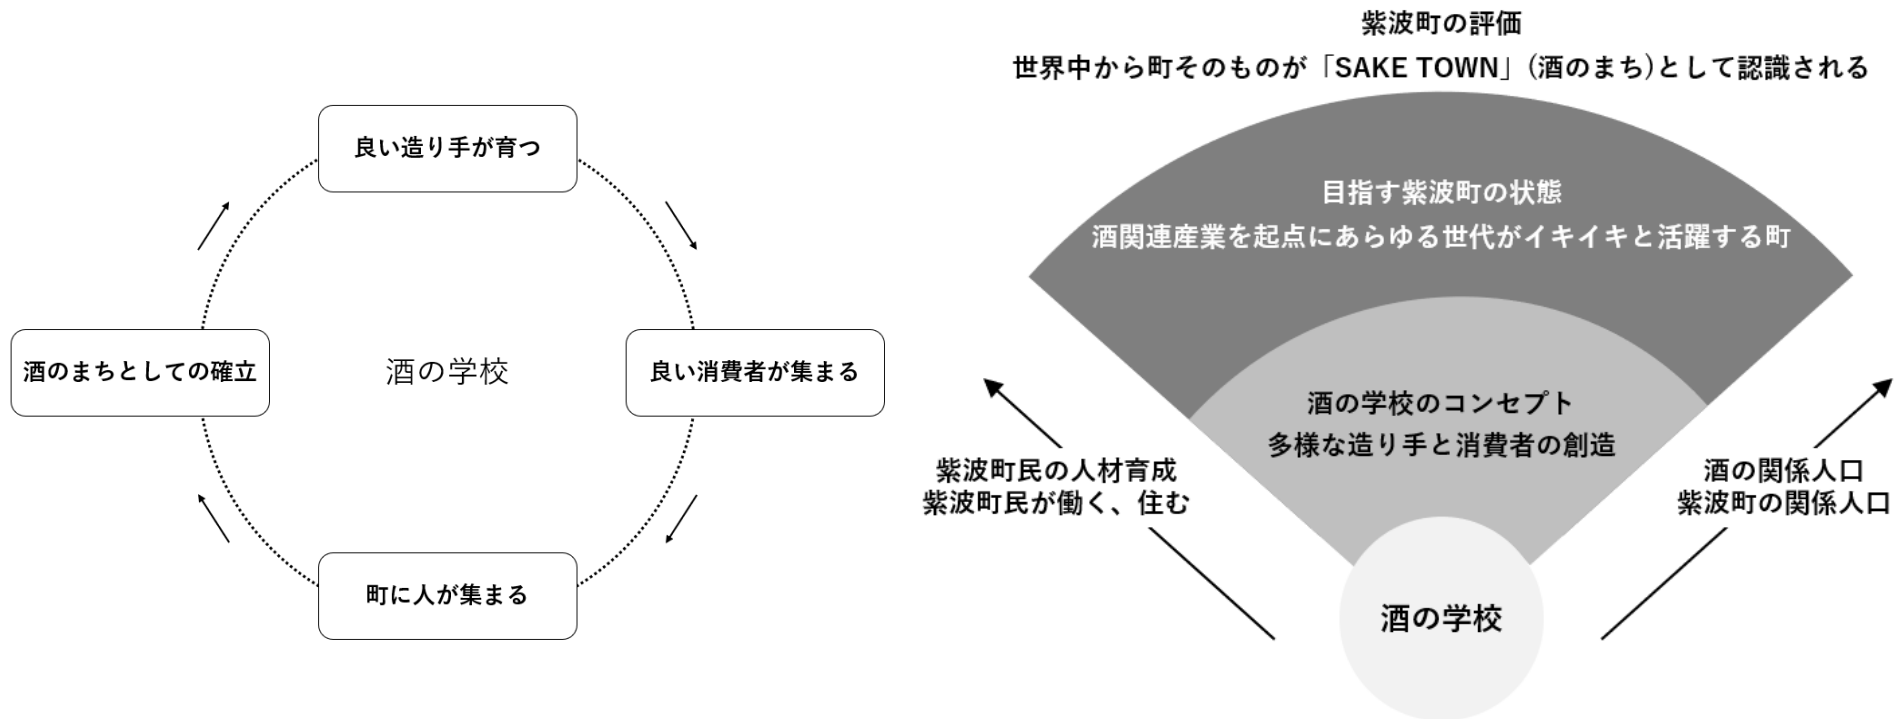 良い造り手が育つ
酒のまちとしての確立
酒の学校
良い消費者が集まる
町に人が集まる
紫波町の評価
世界中から町そのものが「SAKE TOWN」(酒のまち)として認識される
目指す紫波町の状態
酒関連産業を起点にあらゆる世代がイキイキと活躍する町
酒の学校のコンセプト
多様な造り手と消費者の創造
紫波町民の人材育成
紫波町民が働く、住む
酒の関係人口
紫波町の関係人口
酒の学校